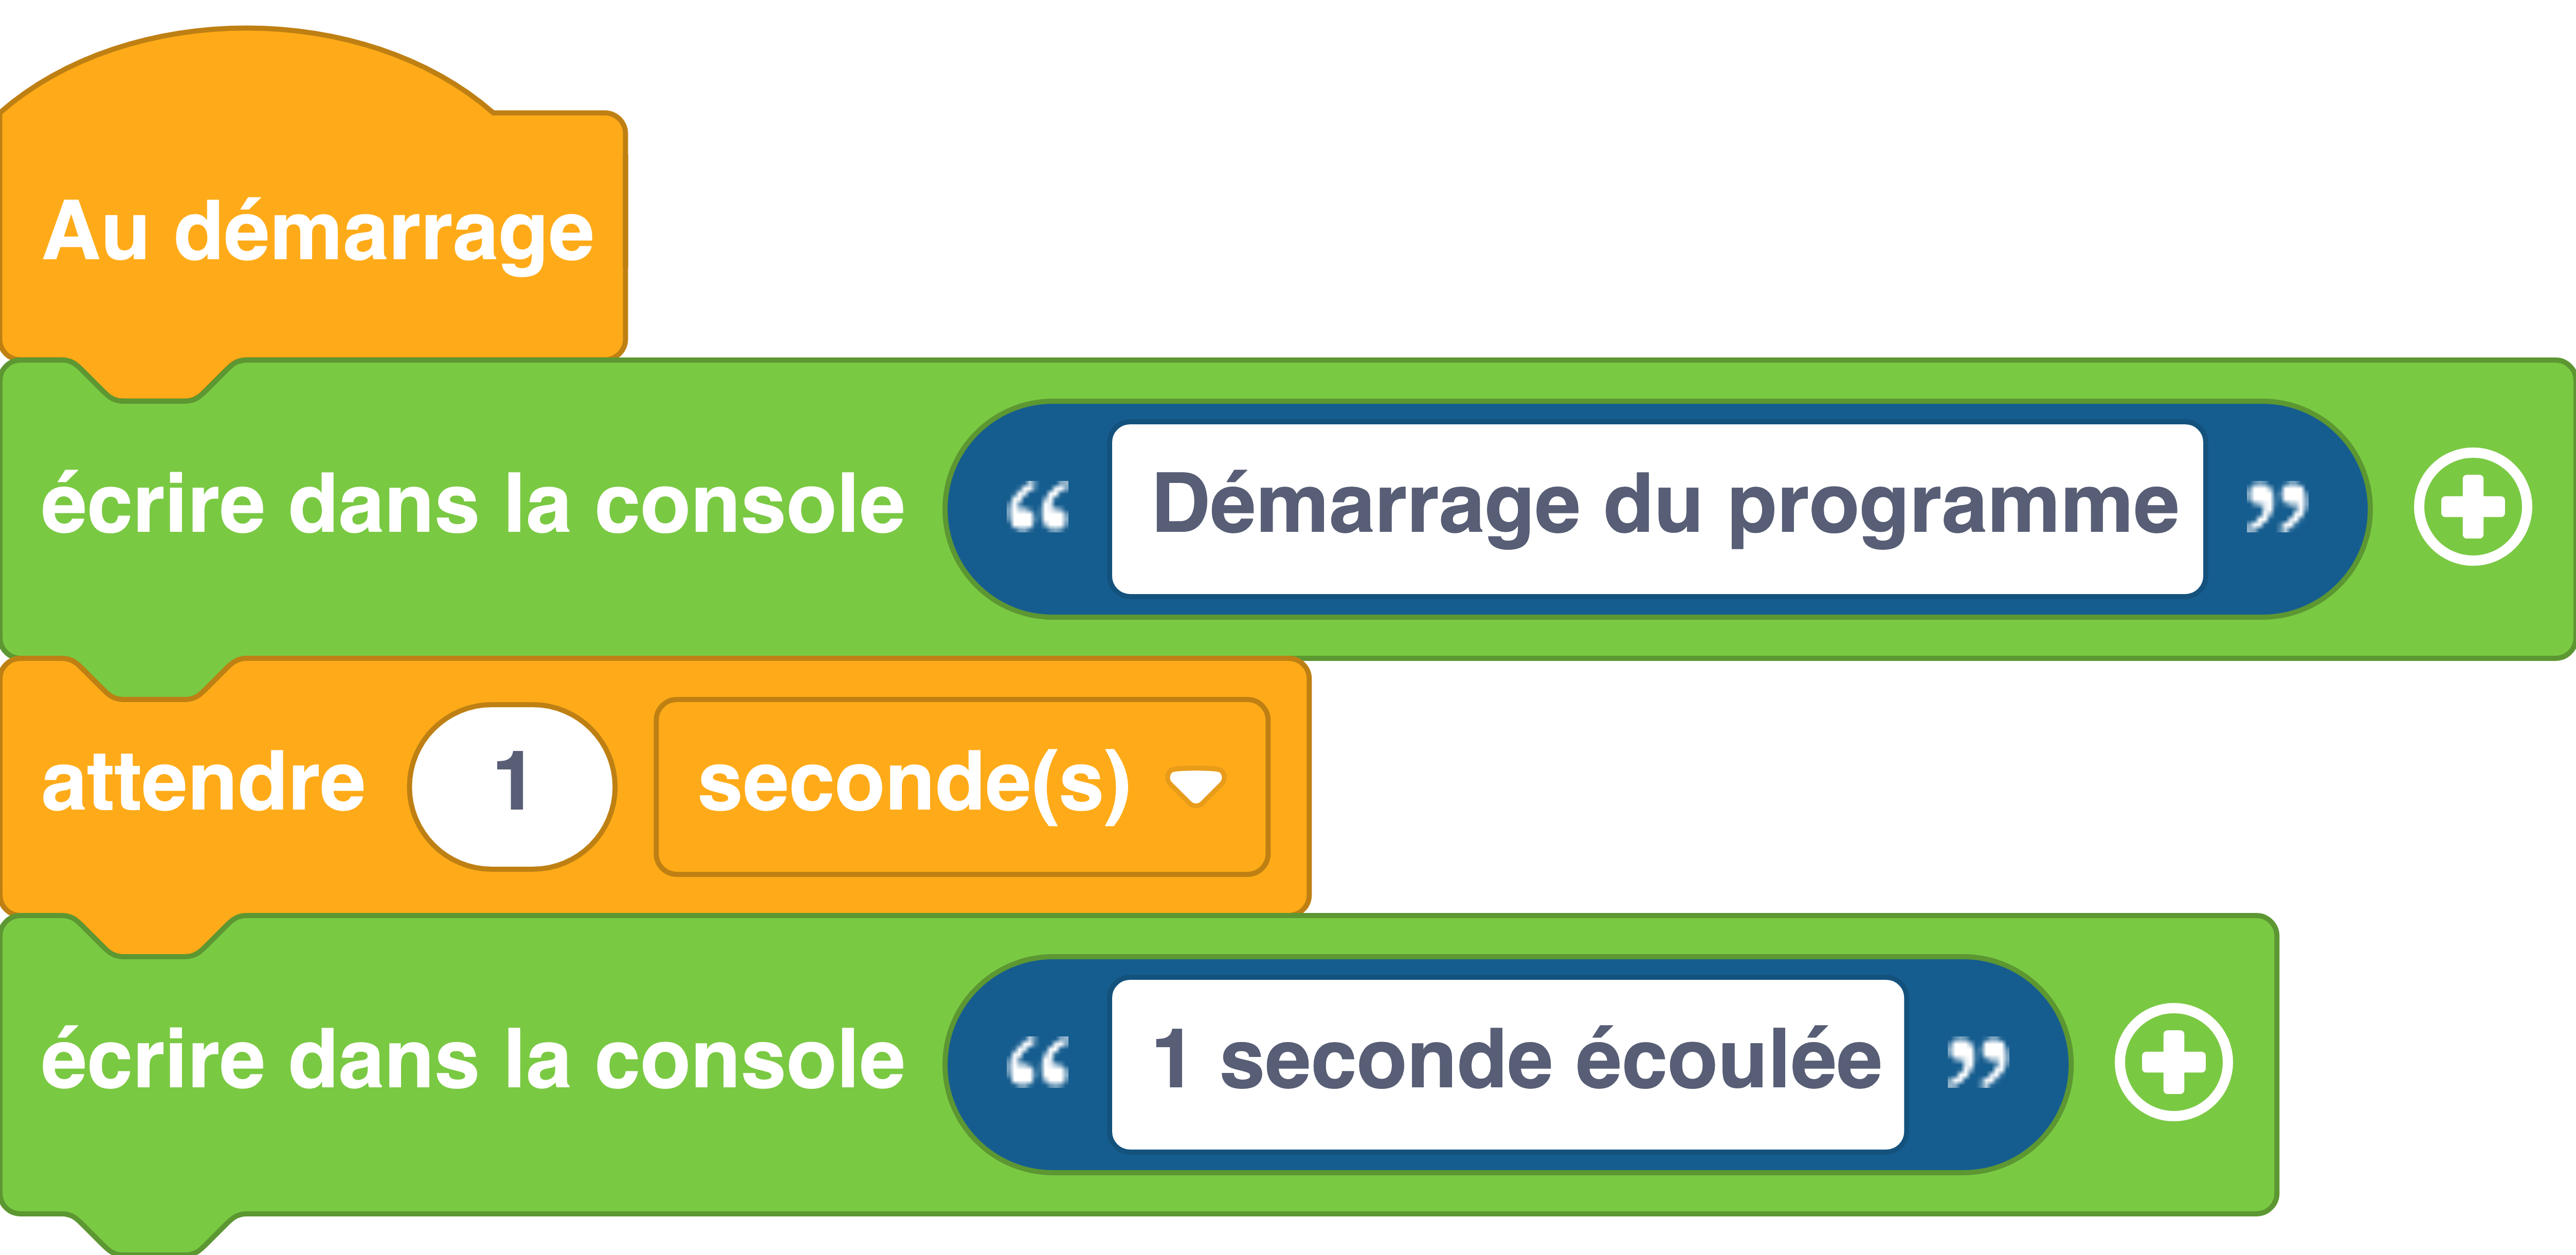 Au démarrage
écrire dans la console “ Démarrage du programme ”
attendre 1 seconde(s)
écrire dans la console “ 1 seconde écoulée ”